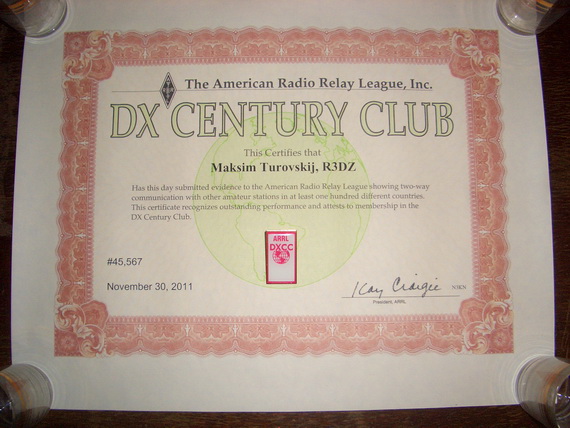 The American Radio Relay League, Inc.
DX CENTURY CLUB
This Certifies that
Maksim Turovskij, R3DZ
Has this day submitted evidence to the American Radio Relay League showing two-way
communication with other amateur stations in at least one hundred different countries.
This certificate recognizes outstanding performance and attests to membership in the
DX Century Club.
ARRL
DXCC
#45,567
November 30, 2011
Kay Craigie N3KN
President, ARRL